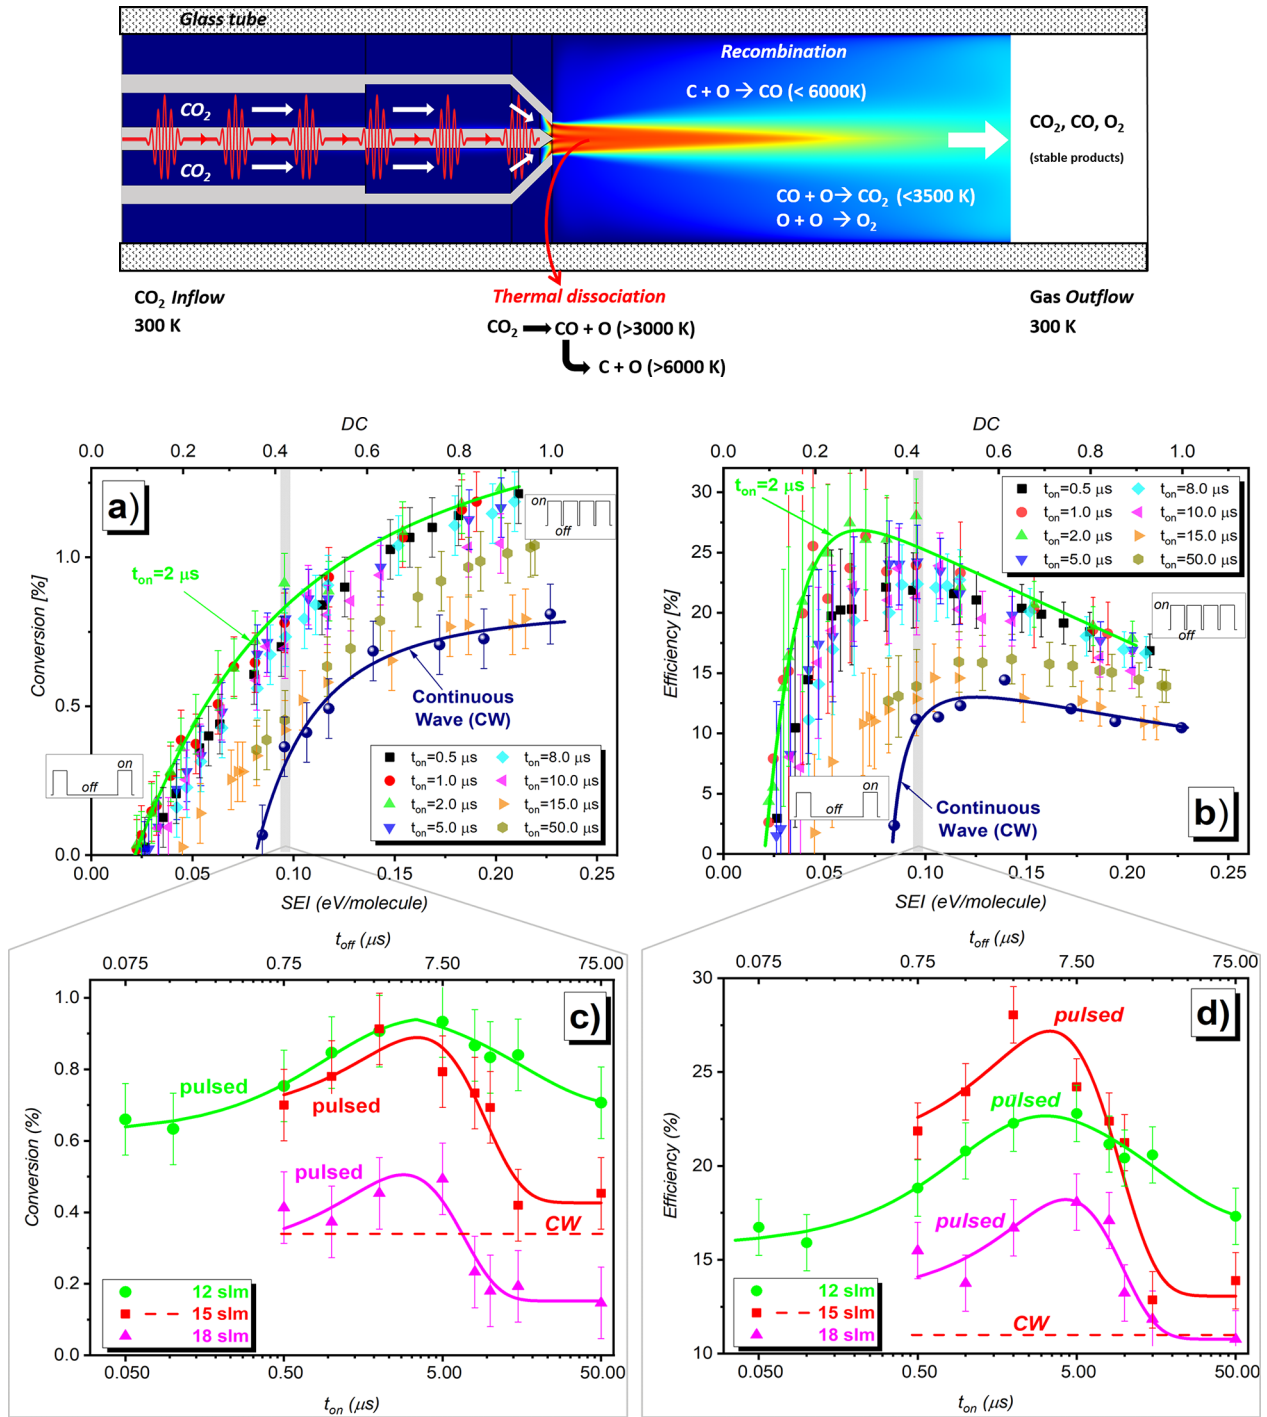 Glass tube
Recombination
C + O → CO (< 6000K)
CO₂
CO₂
CO₂, CO, O₂
(stable products)
CO + O→ CO₂ (<3500 K)
O + O → O₂
CO₂ Inflow
300 K
Thermal dissociation
CO₂ → CO + O (>3000 K)
C + O (>6000 K)
Gas Outflow
300 K
DC
0.0 0.2 0.4 0.6 0.8 1.0
a)
on
off
tₒₙ=2 μs
Conversion [%]
1.0
0.5
0.0
Continuous
Wave (CW)
on
off
tₒₙ=0.5 μs
tₒₙ=1.0 μs
tₒₙ=2.0 μs
tₒₙ=5.0 μs
tₒₙ=8.0 μs
tₒₙ=10.0 μs
tₒₙ=15.0 μs
tₒₙ=50.0 μs
0.00 0.05 0.10 0.15 0.20 0.25
SEI (eV/molecule)
DC
0.0 0.2 0.4 0.6 0.8 1.0
tₒₙ=2 μs
tₒₙ=0.5 μs
tₒₙ=1.0 μs
tₒₙ=2.0 μs
tₒₙ=5.0 μs
tₒₙ=8.0 μs
tₒₙ=10.0 μs
tₒₙ=15.0 μs
tₒₙ=50.0 μs
on
off
Efficiency [%]
30
25
20
15
10
5
0
on
off
Continuous
Wave (CW)
b)
0.00 0.05 0.10 0.15 0.20 0.25
SEI (eV/molecule)
t_off (μs)
0.075 0.75 7.50 75.00
c)
Conversion (%)
1.0
0.8
0.6
0.4
0.2
0.0
pulsed
pulsed
pulsed
CW
12 slm
15 slm
18 slm
0.050 0.50 5.00 50.00
tₒₙ (μs)
t_off (μs)
0.075 0.75 7.50 75.00
d)
Efficiency (%)
30
25
20
15
10
pulsed
pulsed
pulsed
CW
12 slm
15 slm
18 slm
0.050 0.50 5.00 50.00
tₒₙ (μs)